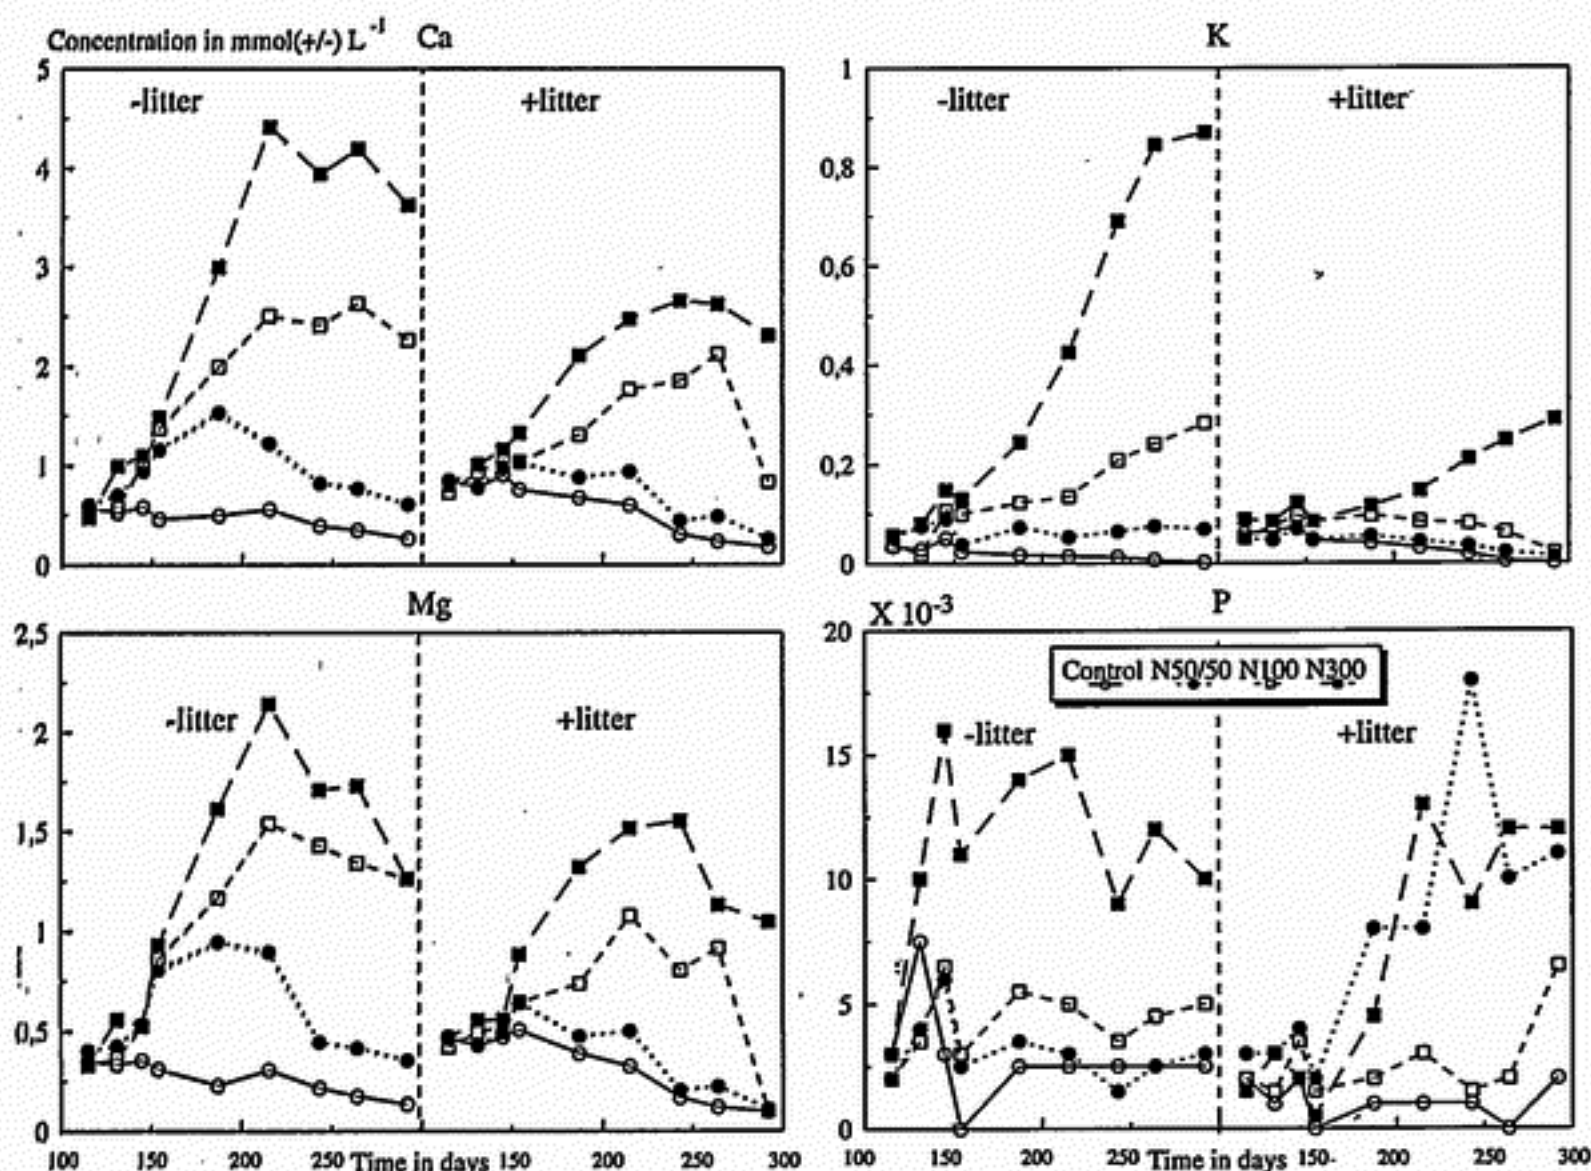 Concentration in mmol(+/-) L⁻¹ Ca
K
5
-litter
+litter
4
3
2
1
0
1
-litter
+litter
0,8
0,6
0,4
0,2
0
Mg
P
2,5
-litter
+litter
2
1,5
1
0,5
0
100 150 200 250 Time in days 150 200 250 300
X 10⁻³
20
Control N50/50 N100 N300
-litter
+litter
15
10
5
0
100 150 200 250 Time in days 150 200 250 300